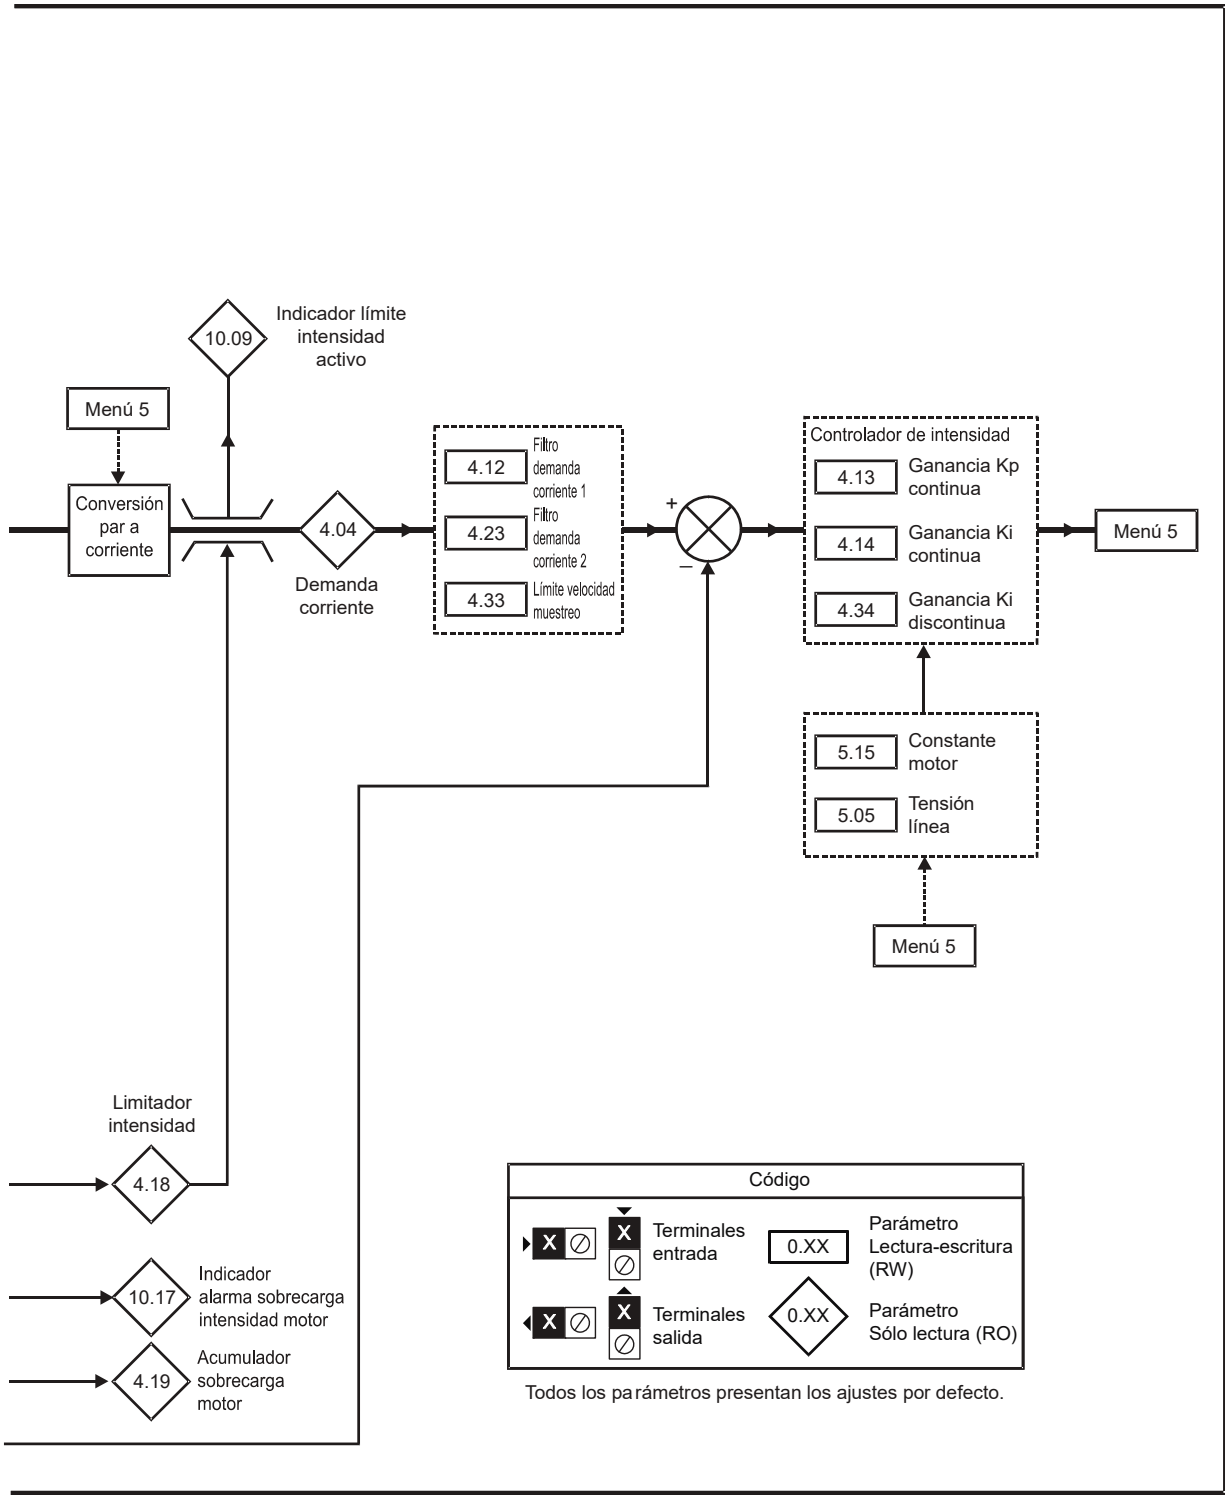 10.09
Indicador límite
intensidad
activo
Menú 5
Conversión
par a
corriente
4.04
Demanda
corriente
4.12
Filtro
demanda
corriente 1
4.23
Filtro
demanda
corriente 2
4.33
Límite velocidad
muestreo
+
–
Controlador de intensidad
4.13
Ganancia Kp
continua
4.14
Ganancia Ki
continua
4.34
Ganancia Ki
discontinua
Menú 5
5.15
Constante
motor
5.05
Tensión
línea
Menú 5
Limitador
intensidad
4.18
10.17
Indicador
alarma sobrecarga
intensidad motor
4.19
Acumulador
sobrecarga
motor
Código
X
X
Terminales
entrada
0.XX
Parámetro
Lectura-escritura
(RW)
X
X
Terminales
salida
0.XX
Parámetro
Sólo lectura (RO)
Todos los parámetros presentan los ajustes por defecto.